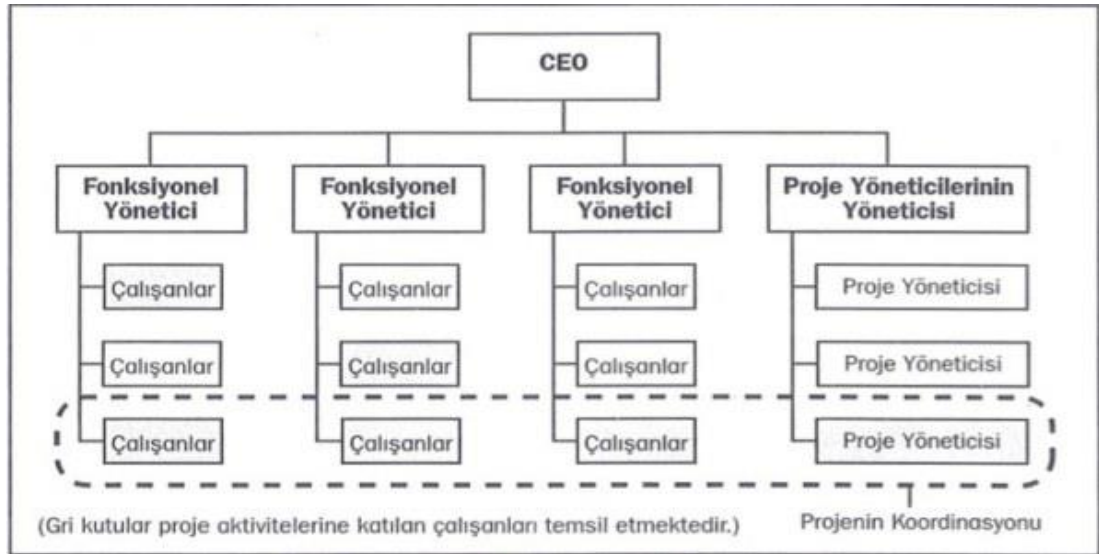 CEO
Fonksiyonel
Yönetici
Fonksiyonel
Yönetici
Fonksiyonel
Yönetici
Proje Yöneticilerinin
Yöneticisi
Çalışanlar
Çalışanlar
Çalışanlar
Proje Yöneticisi
Çalışanlar
Çalışanlar
Çalışanlar
Proje Yöneticisi
Çalışanlar
Çalışanlar
Çalışanlar
Proje Yöneticisi
(Gri kutular proje aktivitelerine katılan çalışanları temsil etmektedir.)
Projenin Koordinasyonu